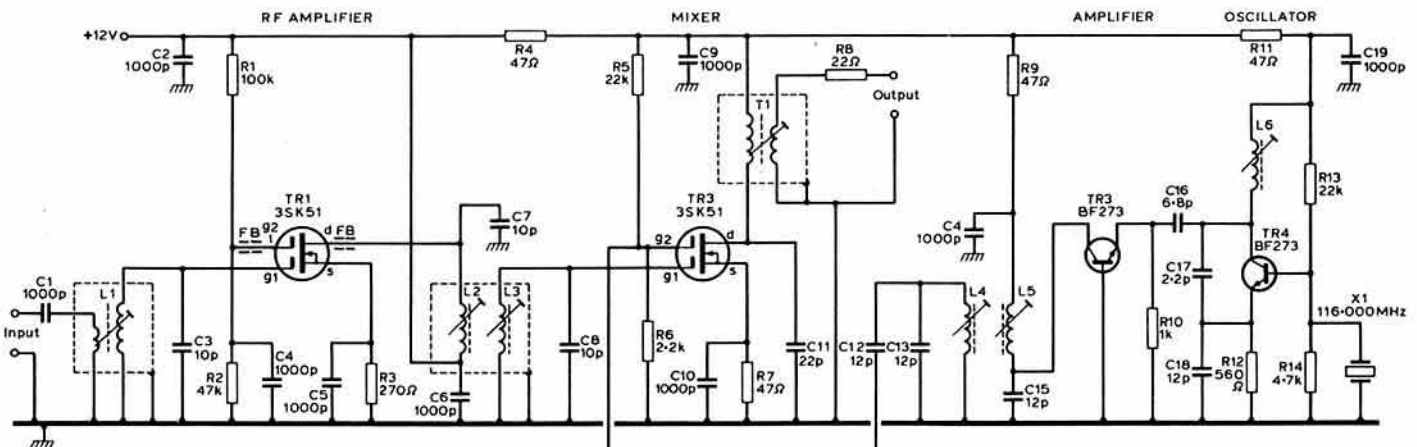 RF AMPLIFIER
MIXER
AMPLIFIER
OSCILLATOR
+12V
C2
1000p
R1
100k
R4
47Ω
R5
22k
C9
1000p
R8
22Ω
Output
T1
R9
47Ω
R11
47Ω
C19
1000p
L6
R13
22k
TR1
3SK51
FB
g2
d
FB
g1
s
C7
10p
TR3
3SK51
g2
d
g1
s
C4
1000p
TR3
BF273
C16
6·8p
TR4
BF273
C17
2·2p
X1
116·000MHz
C1
1000p
L1
Input
C3
10p
R2
47k
C4
1000p
C5
1000p
R3
270Ω
L2
L3
C6
1000p
C8
10p
R6
2·2k
C10
1000p
R7
47Ω
C11
22p
C12
12p
C13
12p
L4
L5
C15
12p
R10
1k
C18
12p
R12
560
Ω
R14
4·7k